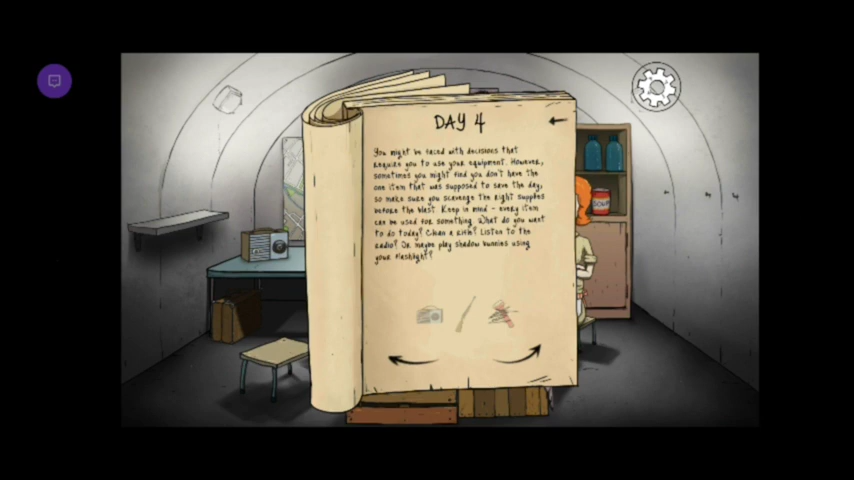 DAY 4
You might be faced with decisions that
require you to use your equipment. However,
sometimes you might find you don't have the
one item that was supposed to save the day,
so make sure you scavenge the right supplies
before the blast. Keep in mind - every item
can be used for something. What do you want
to do today? Clean a rifle? Listen to the
radio? Or maybe play shadow bunnies using
your flashlight?
SOUP